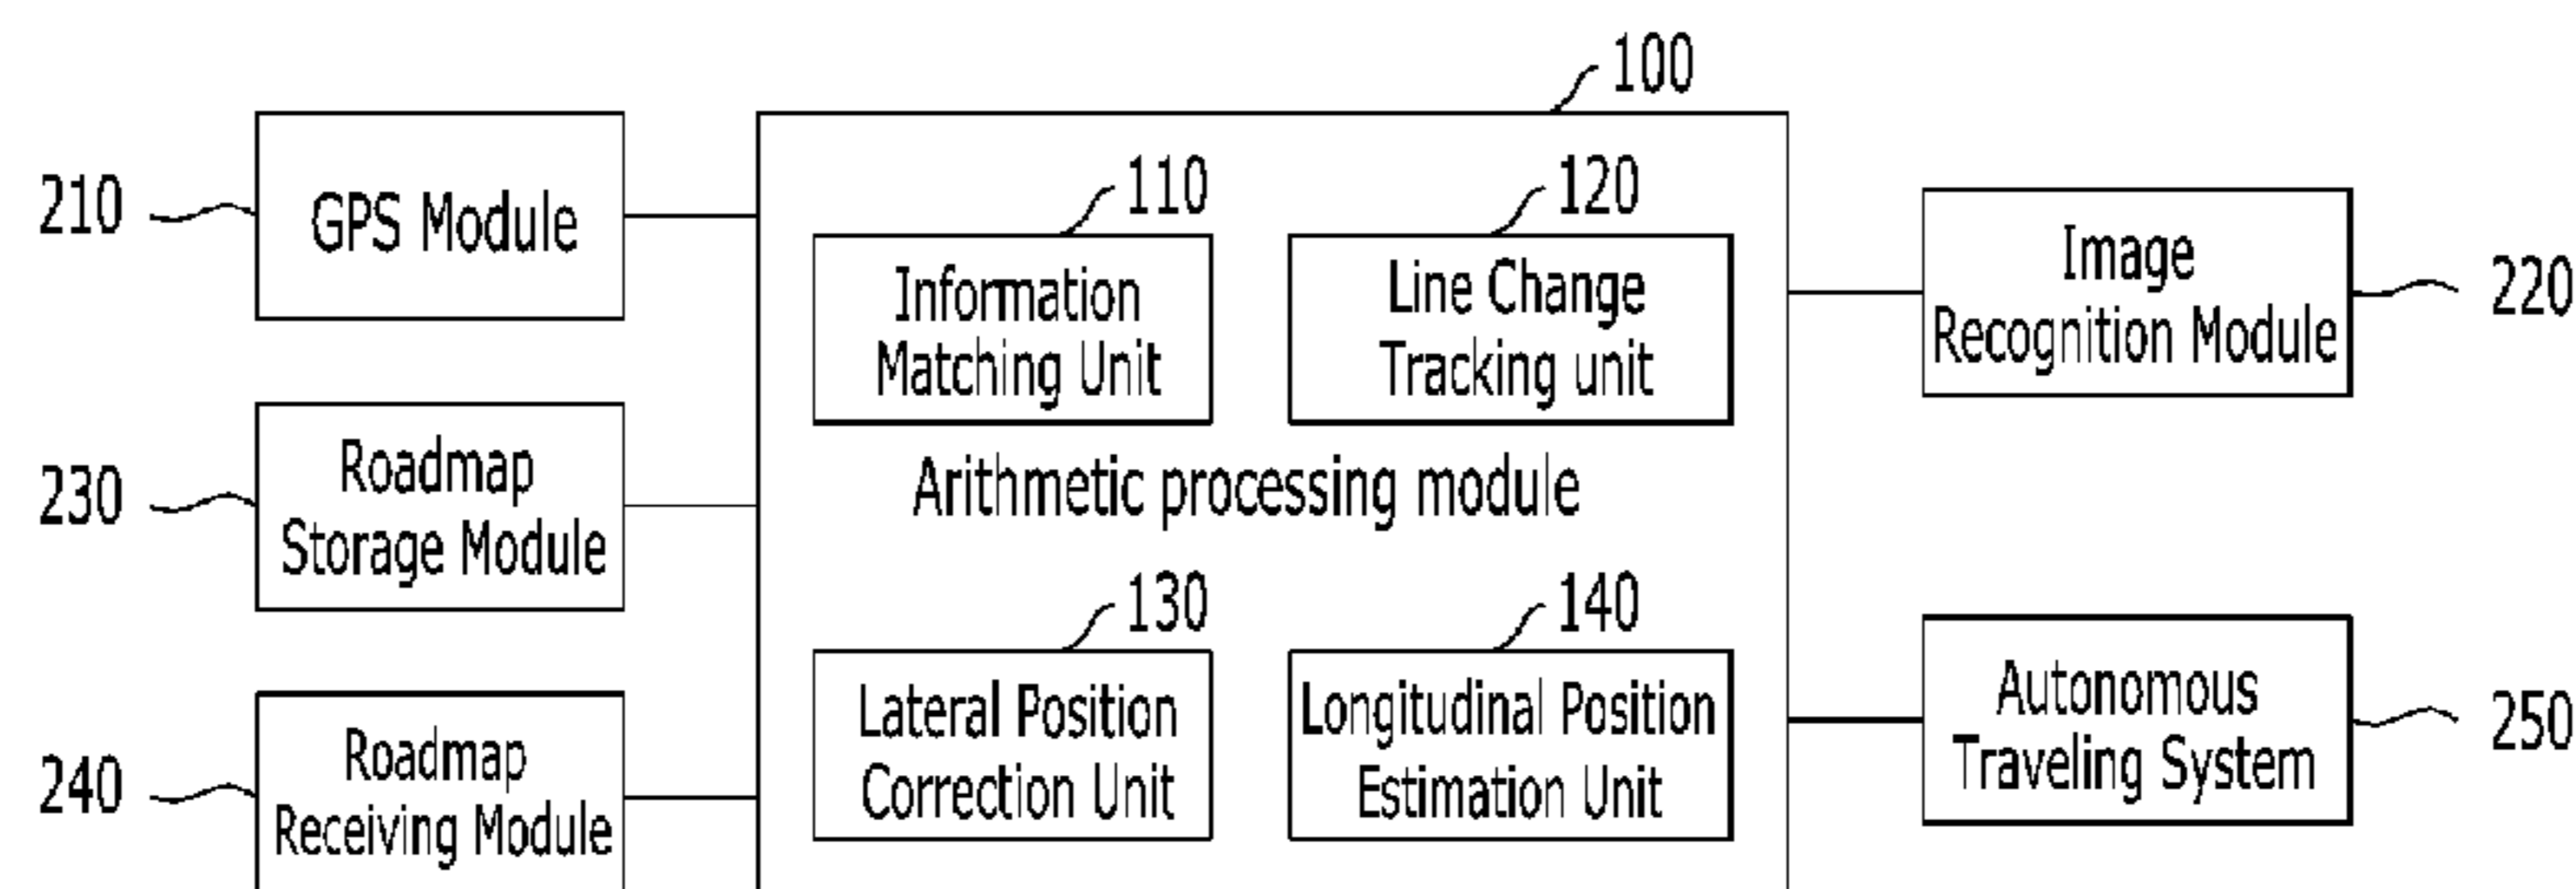 100
210
GPS Module
110
120
Information
Matching Unit
Line Change
Tracking unit
Image
Recognition Module
220
230
Roadmap
Storage Module
Arithmetic processing module
130
140
240
Roadmap
Receiving Module
Lateral Position
Correction Unit
Longitudinal Position
Estimation Unit
Autonomous
Traveling System
250